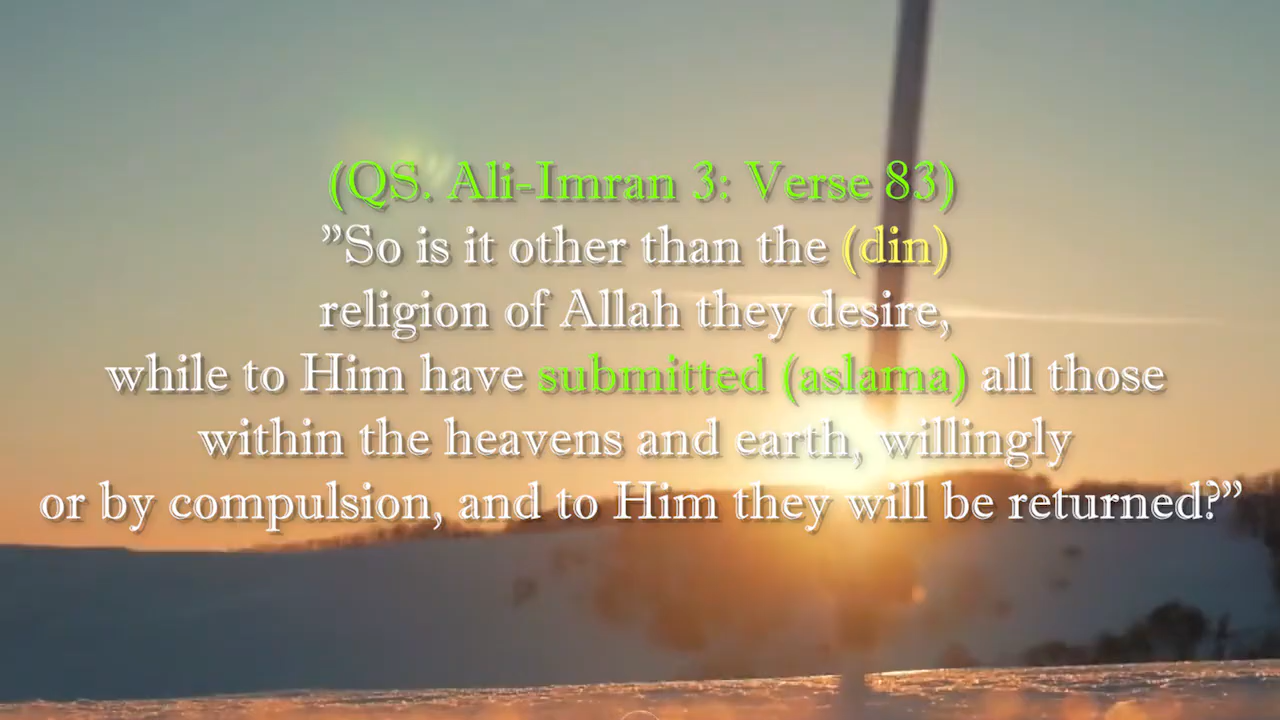 (QS. Ali-Imran 3: Verse 83)
”So is it other than the (din)
religion of Allah they desire,
while to Him have submitted (aslama) all those
within the heavens and earth, willingly
or by compulsion, and to Him they will be returned?”